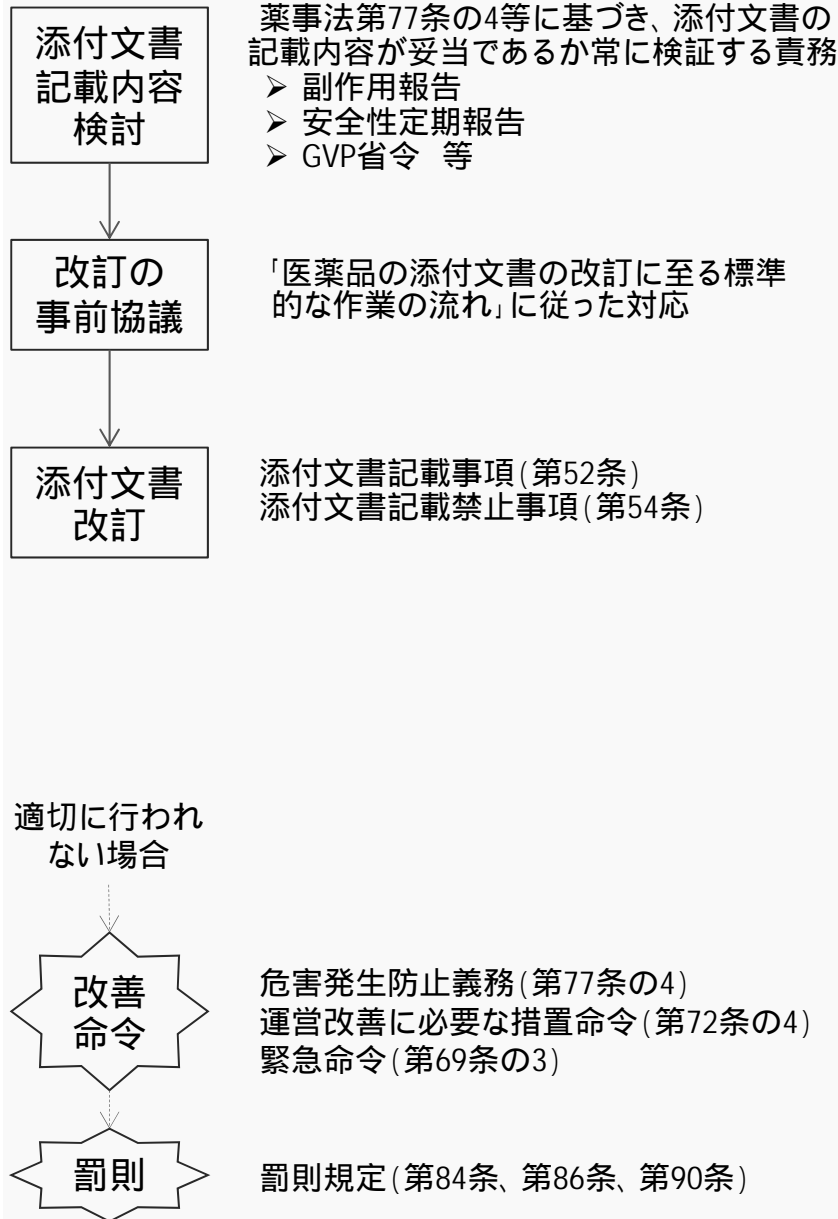 添付文書
記載内容
検討
薬事法第77条の4等に基づき、添付文書の
記載内容が妥当であるか常に検証する責務
➢ 副作用報告
➢ 安全性定期報告
➢ GVP省令 等
改訂の
事前協議
「医薬品の添付文書の改訂に至る標準
的な作業の流れ」に従った対応
添付文書
改訂
添付文書記載事項(第52条)
添付文書記載禁止事項(第54条)
適切に行われ
ない場合
改善
命令
危害発生防止義務(第77条の4)
運営改善に必要な措置命令(第72条の4)
緊急命令(第69条の3)
罰則
罰則規定(第84条、第86条、第90条)